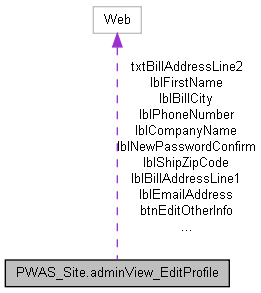 Web
txtBillAddressLine2
lblFirstName
lblBillCity
lblPhoneNumber
lblCompanyName
lblNewPasswordConfirm
lblShipZipCode
lblBillAddressLine1
lblEmailAddress
btnEditOtherInfo
...
PWAS_Site.adminView_EditProfile